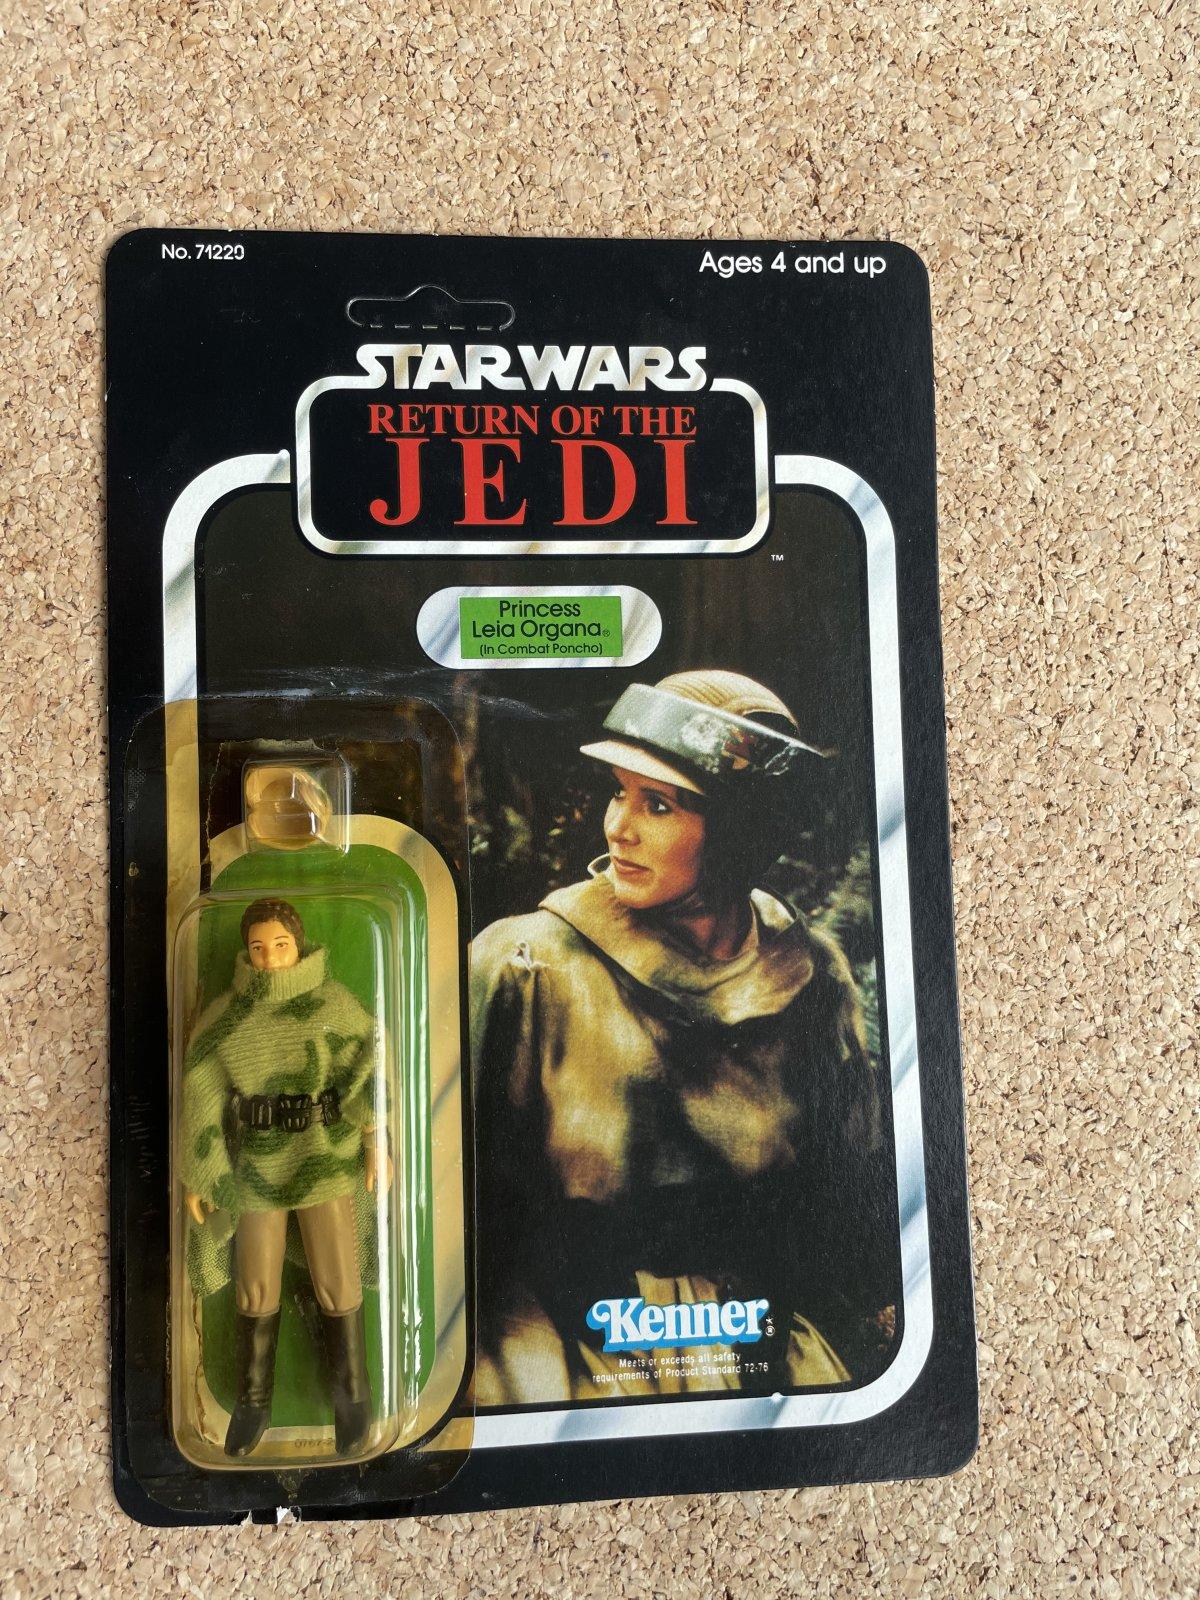 No. 71220
Ages 4 and up
STAR WARS
RETURN OF THE
JEDI
™
Princess
Leia Organa®
(In Combat Poncho)
Kenner®
Meets or exceeds all safety
requirements of Product Standard 72-76